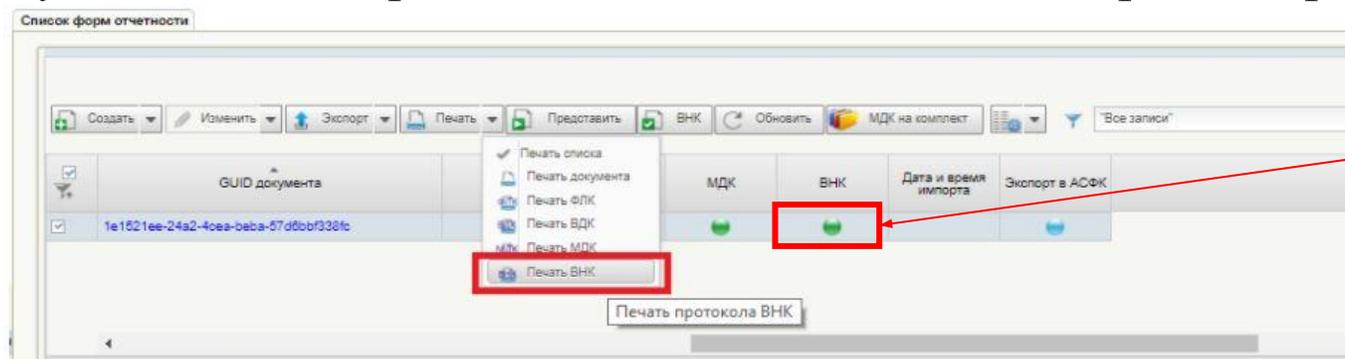 Список форм отчетности
Создать Изменить Экспорт Печать Представить ВНК Обновить МДК на комплект "Все записи"
Печать списка
GUID документа Печать документа МДК ВНК Дата и время импорта Экспорт в АСФК
Печать ФЛК
1e1521ee-24a2-4cea-beba-57d6bbf338fc Печать ВДК
Печать МДК
Печать ВНК
Печать протокола ВНК